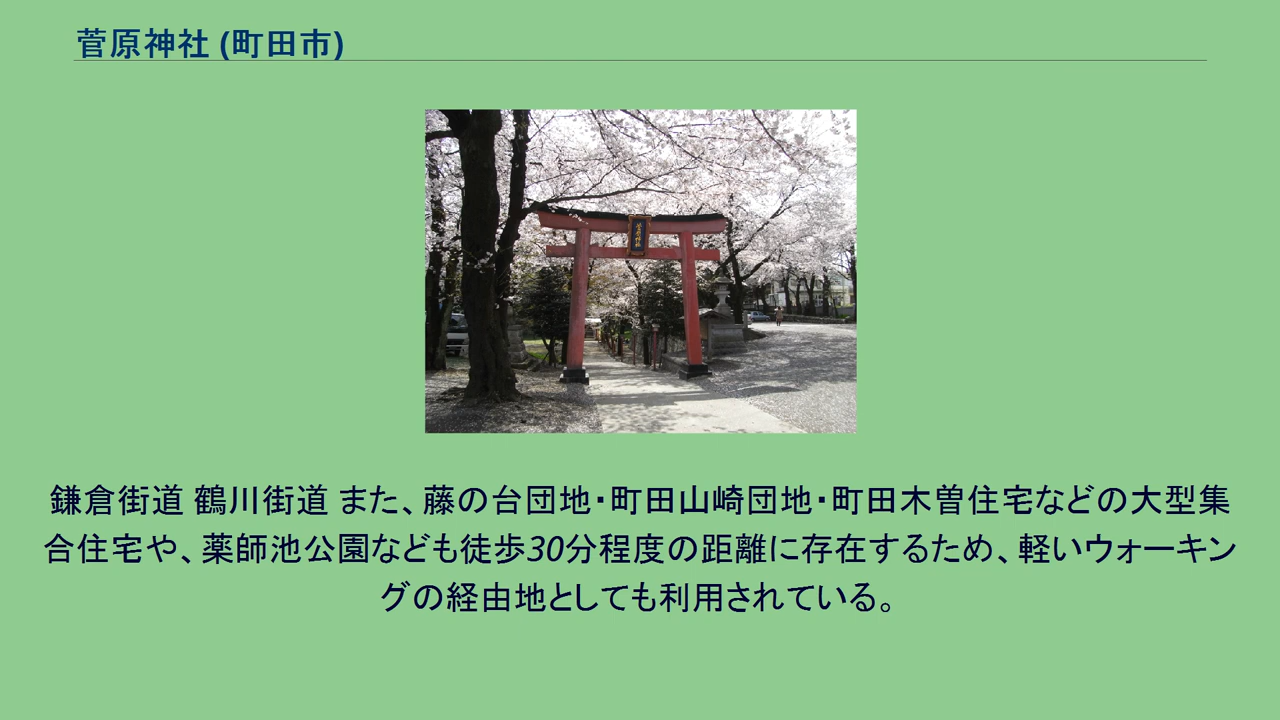 菅原神社 (町田市)
菅原神社
鎌倉街道 鶴川街道 また、藤の台団地・町田山崎団地・町田木曽住宅などの大型集
合住宅や、薬師池公園なども徒歩30分程度の距離に存在するため、軽いウォーキン
グの経由地としても利用されている。